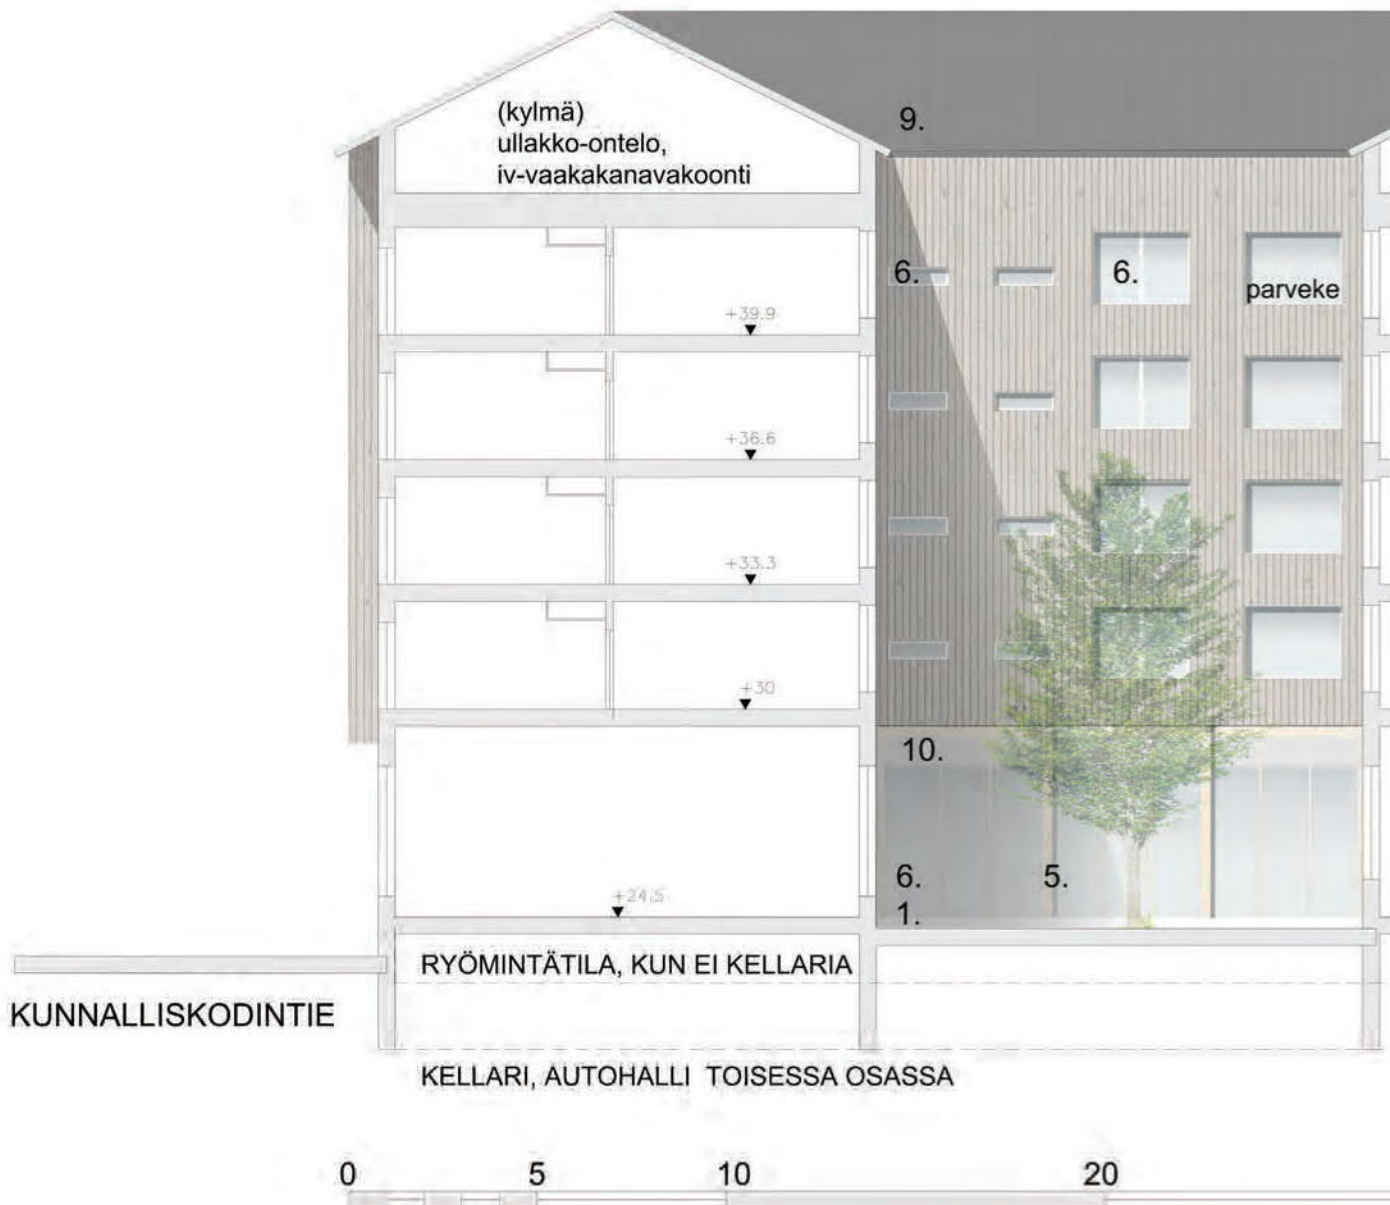 (kylmä)
ullakko-ontelo,
iv-vaakakanavakoonti
9.
6.
6.
parveke
+39.9
+36.6
+33.3
+30
10.
6.
5.
+24.5
1.
RYÖMINTÄTILA, KUN EI KELLARIA
KUNNALLISKODINTIE
KELLARI, AUTOHALLI TOISESSA OSASSA
0 5 10 20